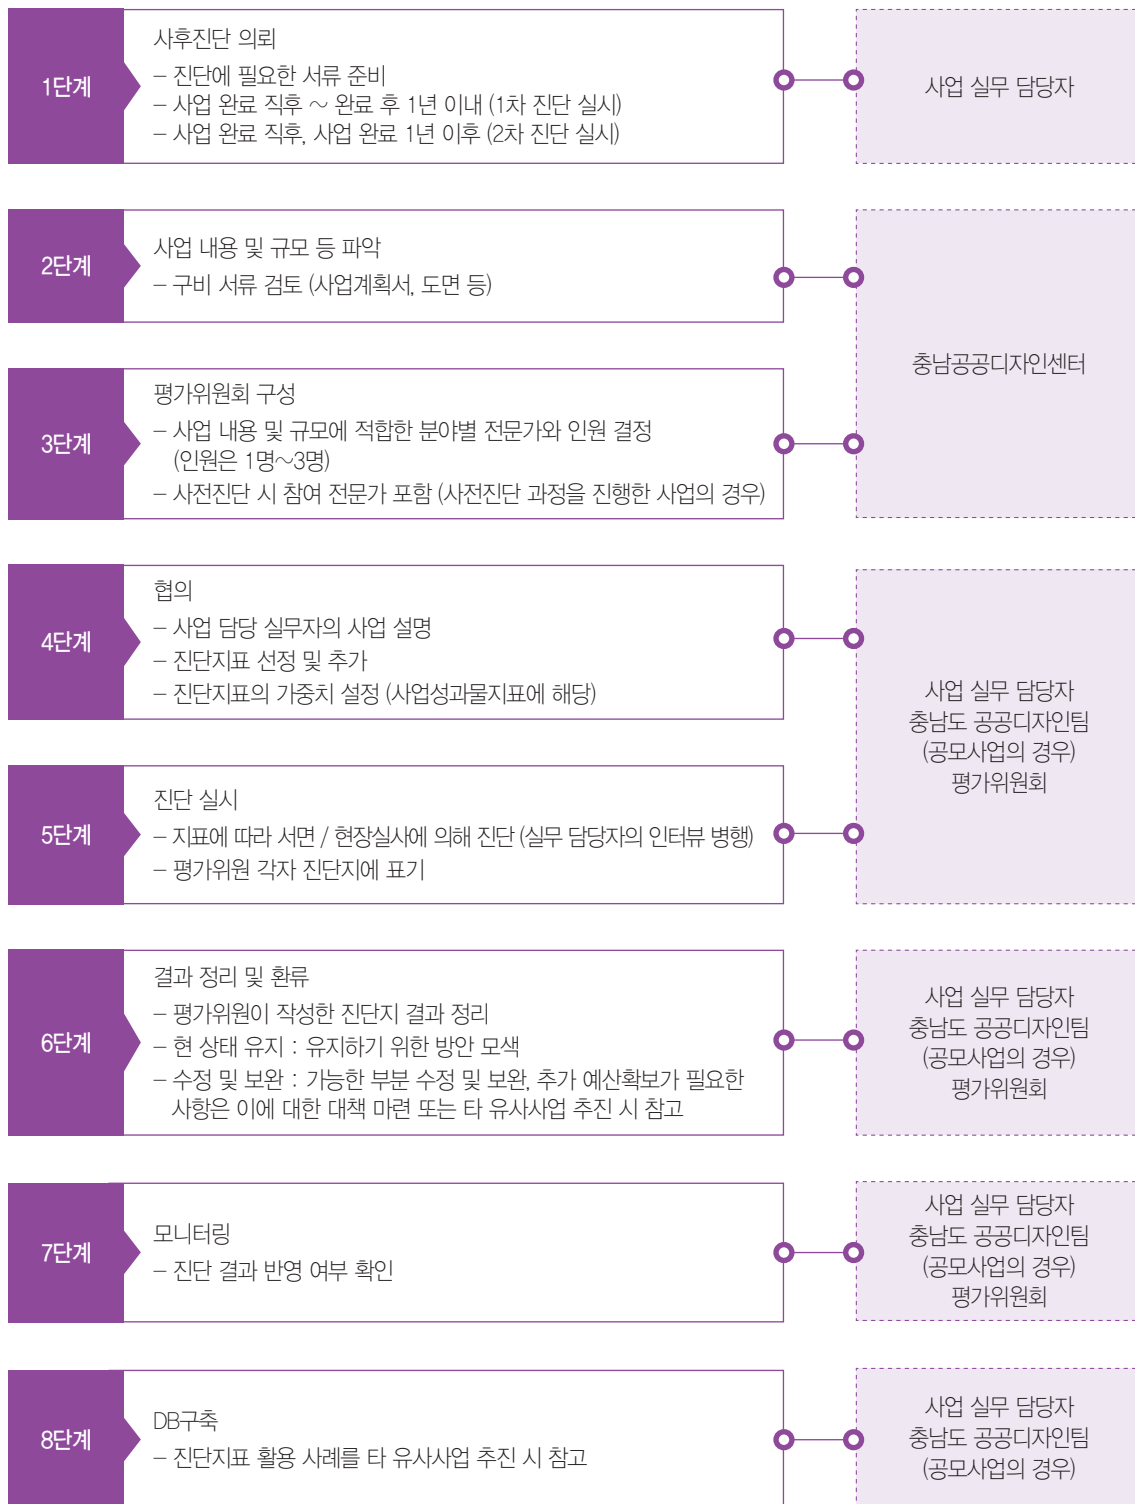 1단계
사후진단 의뢰
– 진단에 필요한 서류 준비
– 사업 완료 직후 ~ 완료 후 1년 이내 (1차 진단 실시)
– 사업 완료 직후, 사업 완료 1년 이후 (2차 진단 실시)
사업 실무 담당자
2단계
사업 내용 및 규모 등 파악
– 구비 서류 검토 (사업계획서, 도면 등)
충남공공디자인센터
3단계
평가위원회 구성
– 사업 내용 및 규모에 적합한 분야별 전문가와 인원 결정
(인원은 1명~3명)
– 사전진단 시 참여 전문가 포함 (사전진단 과정을 진행한 사업의 경우)
4단계
협의
– 사업 담당 실무자의 사업 설명
– 진단지표 선정 및 추가
– 진단지표의 가중치 설정 (사업성과물지표에 해당)
사업 실무 담당자
충남도 공공디자인팀
(공모사업의 경우)
평가위원회
5단계
진단 실시
– 지표에 따라 서면 / 현장실사에 의해 진단 (실무 담당자의 인터뷰 병행)
– 평가위원 각자 진단지에 표기
6단계
결과 정리 및 환류
– 평가위원이 작성한 진단지 결과 정리
– 현 상태 유지 : 유지하기 위한 방안 모색
– 수정 및 보완 : 가능한 부분 수정 및 보완, 추가 예산확보가 필요한
사항은 이에 대한 대책 마련 또는 타 유사사업 추진 시 참고
사업 실무 담당자
충남도 공공디자인팀
(공모사업의 경우)
평가위원회
7단계
모니터링
– 진단 결과 반영 여부 확인
사업 실무 담당자
충남도 공공디자인팀
(공모사업의 경우)
평가위원회
8단계
DB구축
– 진단지표 활용 사례를 타 유사사업 추진 시 참고
사업 실무 담당자
충남도 공공디자인팀
(공모사업의 경우)